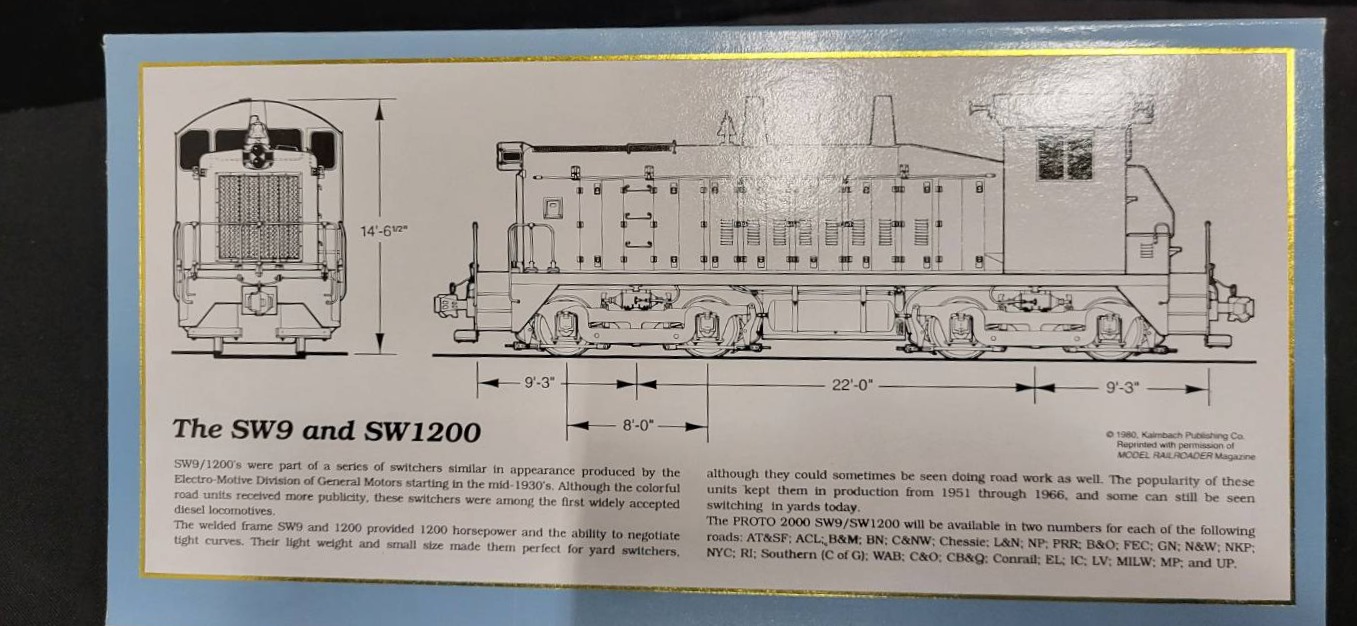 14'-6 1/2"
9'-3"
22'-0"
9'-3"
8'-0"
The SW9 and SW1200
© 1980, Kalmbach Publishing Co.
Reprinted with permission of
MODEL RAILROADER Magazine
SW9/1200's were part of a series of switchers similar in appearance produced by the
Electro-Motive Division of General Motors starting in the mid-1930's. Although the colorful
road units received more publicity, these switchers were among the first widely accepted
diesel locomotives.
The welded frame SW9 and 1200 provided 1200 horsepower and the ability to negotiate
tight curves. Their light weight and small size made them perfect for yard switchers,
although they could sometimes be seen doing road work as well. The popularity of these
units kept them in production from 1951 through 1966, and some can still be seen
switching in yards today.
The PROTO 2000 SW9/SW1200 will be available in two numbers for each of the following
roads: AT&SF; ACL; B&M; BN; C&NW; Chessie; L&N; NP; PRR; B&O; FEC; GN; N&W; NKP;
NYC; RI; Southern (C of G); WAB; C&O; CB&Q; Conrail; EL; IC; LV; MILW; MP; and UP.